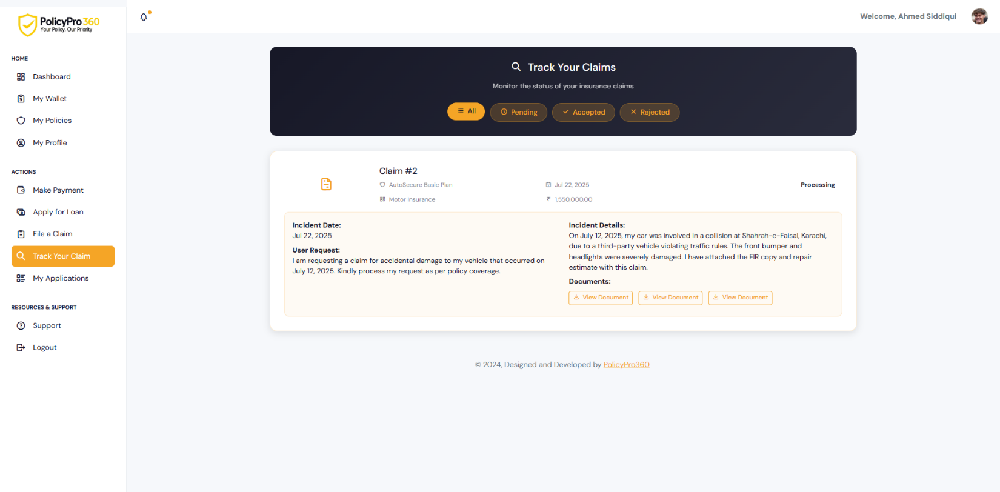 PolicyPro360
Your Policy, Our Priority
Welcome, Ahmed Siddiqui
HOME
Dashboard
My Wallet
My Policies
My Profile
ACTIONS
Make Payment
Apply for Loan
File a Claim
Track Your Claim
My Applications
RESOURCES & SUPPORT
Support
Logout
Track Your Claims
Monitor the status of your insurance claims
All
Pending
Accepted
Rejected
Claim #2
AutoSecure Basic Plan
Jul 22, 2025
Processing
Motor Insurance
₹ 1,550,000.00
Incident Date:
Jul 22, 2025
User Request:
I am requesting a claim for accidental damage to my vehicle that occurred on
July 12, 2025. Kindly process my request as per policy coverage.
Incident Details:
On July 12, 2025, my car was involved in a collision at Shahrah-e-Faisal, Karachi,
due to a third-party vehicle violating traffic rules. The front bumper and
headlights were severely damaged. I have attached the FIR copy and repair
estimate with this claim.
Documents:
View Document
View Document
View Document
© 2024, Designed and Developed by PolicyPro360